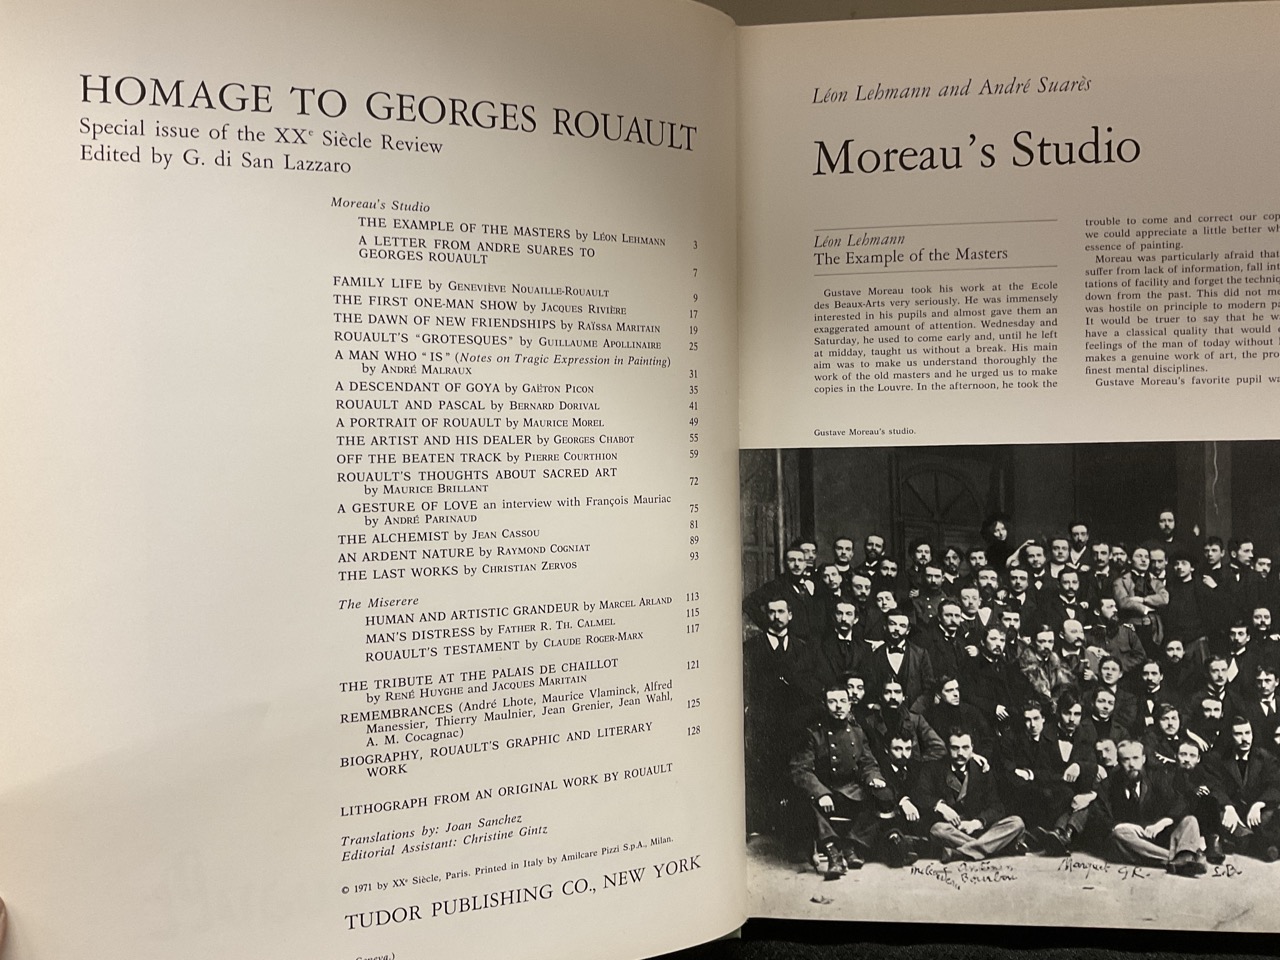 HOMAGE TO GEORGES ROUAULT
Special issue of the XXe Siècle Review
Edited by G. di San Lazzaro
Moreau's Studio
THE EXAMPLE OF THE MASTERS by LÉON LEHMANN 3
A LETTER FROM ANDRE SUARES TO
GEORGES ROUAULT 7
FAMILY LIFE by GENEVIÈVE NOUAILLE-ROUAULT 9
THE FIRST ONE-MAN SHOW by JACQUES RIVIÈRE 17
THE DAWN OF NEW FRIENDSHIPS by RAÏSSA MARITAIN 19
ROUAULT'S "GROTESQUES" by GUILLAUME APOLLINAIRE 25
A MAN WHO "IS" (Notes on Tragic Expression in Painting)
by ANDRÉ MALRAUX 31
A DESCENDANT OF GOYA by GAËTON PICON 35
ROUAULT AND PASCAL by BERNARD DORIVAL 41
A PORTRAIT OF ROUAULT by MAURICE MOREL 49
THE ARTIST AND HIS DEALER by GEORGES CHABOT 55
OFF THE BEATEN TRACK by PIERRE COURTHION 59
ROUAULT'S THOUGHTS ABOUT SACRED ART
by MAURICE BRILLANT 72
A GESTURE OF LOVE an interview with François Mauriac
by ANDRÉ PARINAUD 75
THE ALCHEMIST by JEAN CASSOU 81
AN ARDENT NATURE by RAYMOND COGNIAT 89
THE LAST WORKS by CHRISTIAN ZERVOS 93
The Miserere
HUMAN AND ARTISTIC GRANDEUR by MARCEL ARLAND 113
MAN'S DISTRESS by FATHER R. TH. CALMEL 115
ROUAULT'S TESTAMENT by CLAUDE ROGER-MARX 117
THE TRIBUTE AT THE PALAIS DE CHAILLOT
by RENÉ HUYGHE and JACQUES MARITAIN 121
REMEMBRANCES (André Lhote, Maurice Vlaminck, Alfred
Manessier, Thierry Maulnier, Jean Grenier, Jean Wahl,
A. M. Cocagnac) 125
BIOGRAPHY, ROUAULT'S GRAPHIC AND LITERARY
WORK 128
LITHOGRAPH FROM AN ORIGINAL WORK BY ROUAULT
Translations by: Joan Sanchez
Editorial Assistant: Christine Gintz
© 1971 by XXe Siècle, Paris. Printed in Italy by Amilcare Pizzi S.p.A., Milan.
TUDOR PUBLISHING CO., NEW YORK
Léon Lehmann and André Suarès
Moreau's Studio
Léon Lehmann
The Example of the Masters
Gustave Moreau took his work at the Ecole
des Beaux-Arts very seriously. He was immensely
interested in his pupils and almost gave them an
exaggerated amount of attention. Wednesday and
Saturday, he used to come early and, until he left
at midday, taught us without a break. His main
aim was to make us understand thoroughly the
work of the old masters and he urged us to make
copies in the Louvre. In the afternoon, he took the
trouble to come and correct our cop
we could appreciate a little better wh
essence of painting.
Moreau was particularly afraid that
suffer from lack of information, fall int
tations of facility and forget the techniq
down from the past. This did not me
was hostile on principle to modern pa
It would be truer to say that he wa
have a classical quality that would
feelings of the man of today without
makes a genuine work of art, the pro
finest mental disciplines.
Gustave Moreau's favorite pupil wa
Gustave Moreau's studio.
Marquet GR.